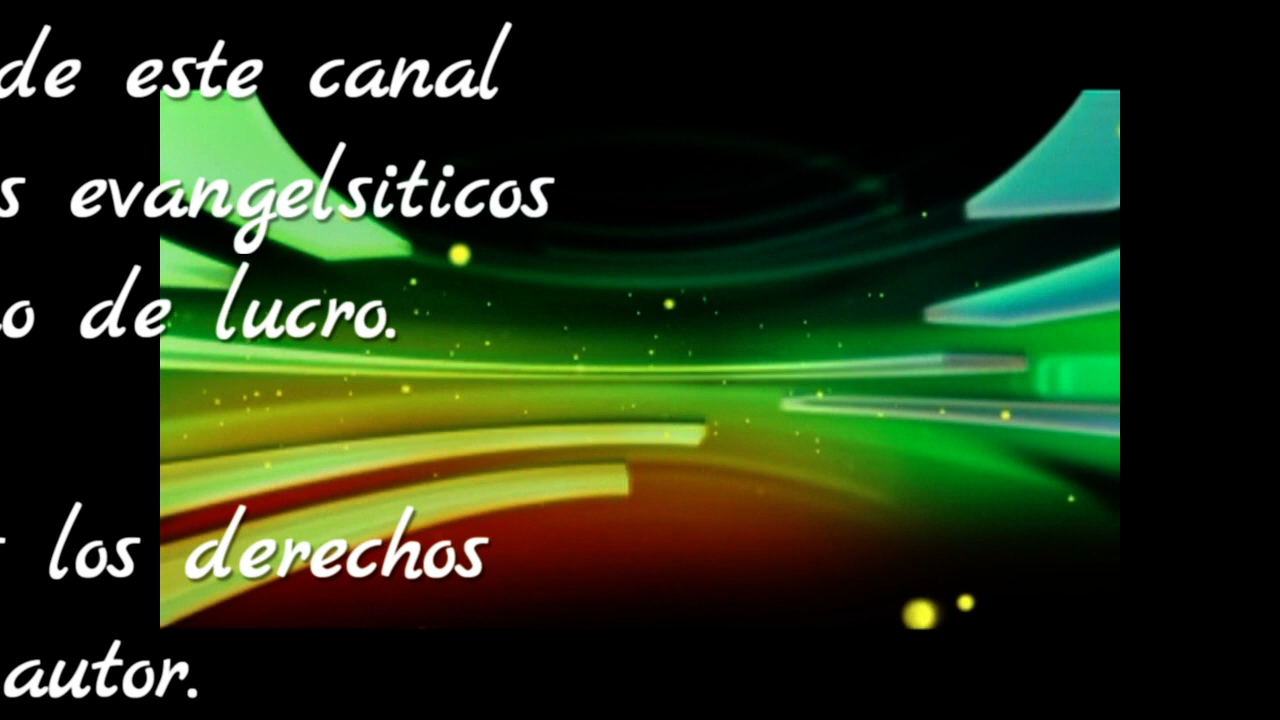 de este canal
s evangelsiticos
o de lucro.
los derechos
autor.